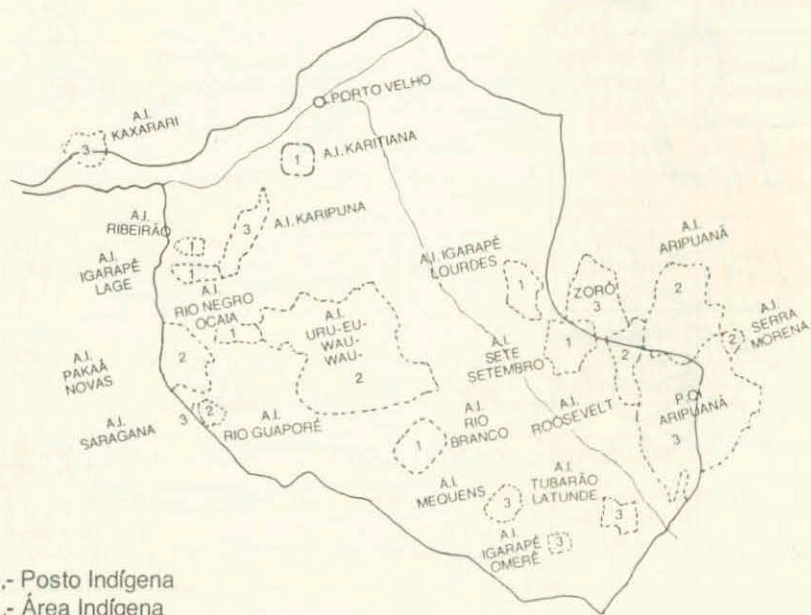 PORTO VELHO
A.I.
KAXARARI
3
1
A.I. KARITIANA
A.I.
RIBEIRÃO
1
3
A.I. KARIPUNA
A.I.
IGARAPÉ
LAGE
1
A.I.
RIO NEGRO
OCAIA
1
A.I.
URU-EU-
WAU-
WAU-
2
A.I. IGARAPÉ
LOURDES
1
ZORÓ
3
A.I.
ARIPUANÃ
2
A.I.
SERRA
MORENA
2
A.I.
SETE
SETEMBRO
1
2
A.I.
PAKAÁ
NOVAS
2
A.I.
SARAGANA
3
2
A.I.
RIO GUAPORÉ
A.I.
RIO
BRANCO
1
A.I.
ROOSEVELT
ARIPUANÃ
3
A.I.
MEQUENS
3
A.I.
TUBARÃO
LATUNDE
3
A.I.
IGARAPÉ
OMERÊ
3
.- Posto Indígena
.- Área Indígena